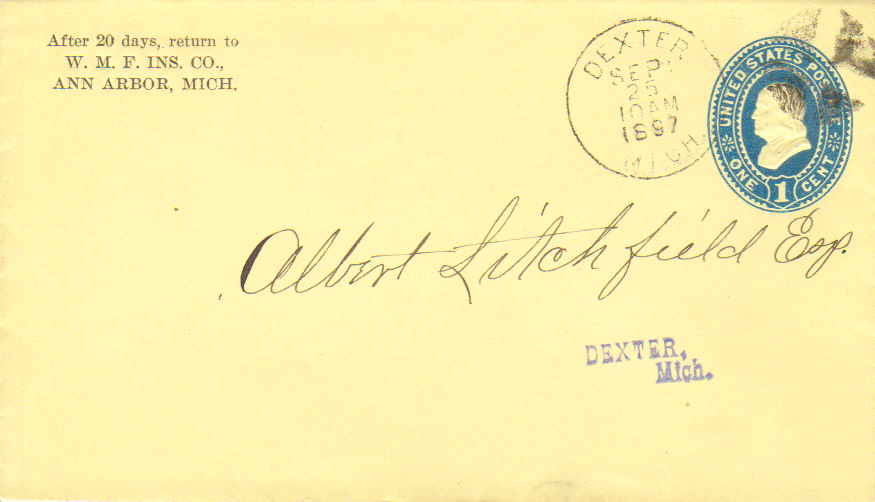 After 20 days, return to
W. M. F. INS. CO.,
ANN ARBOR, MICH.
DEXTER
SEP
25
10AM
1897
MICH.
UNITED STATES POSTAGE
ONE 1 CENT
Albert Litchfield Esq.
DEXTER,
Mich.